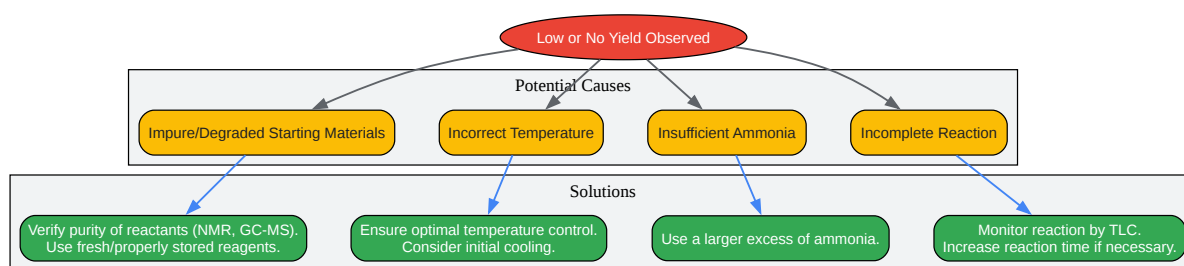 Low or No Yield Observed
Potential Causes
Impure/Degraded Starting Materials
Incorrect Temperature
Insufficient Ammonia
Incomplete Reaction
Solutions
Verify purity of reactants (NMR, GC-MS).
Use fresh/properly stored reagents.
Ensure optimal temperature control.
Consider initial cooling.
Use a larger excess of ammonia.
Monitor reaction by TLC.
Increase reaction time if necessary.